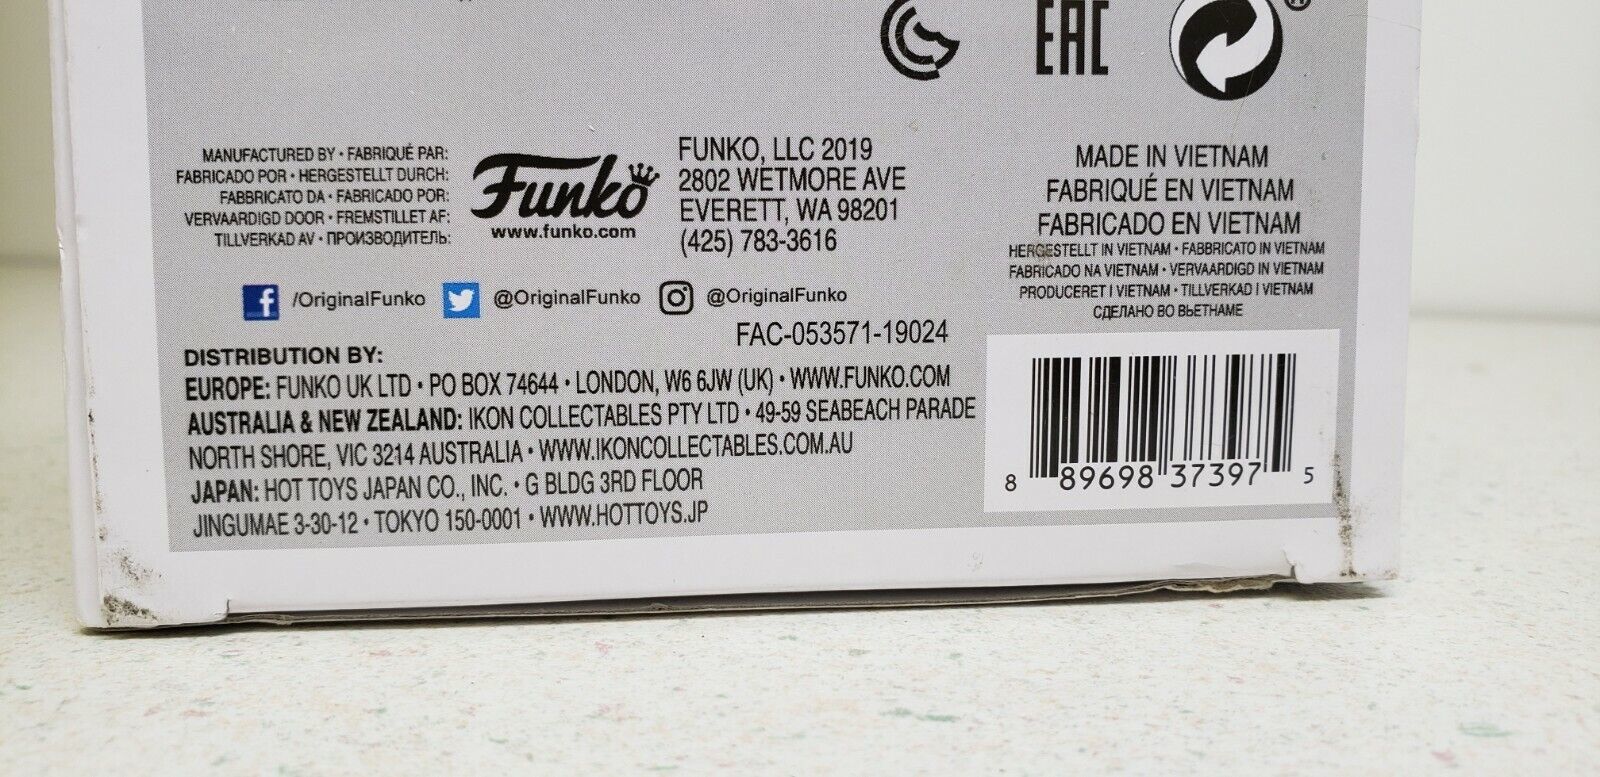 EAC
®
MANUFACTURED BY • FABRIQUÉ PAR:
FABRICADO POR • HERGESTELLT DURCH:
FABBRICATO DA • FABRICADO POR:
VERVAARDIGD DOOR • FREMSTILLET AF:
TILLVERKAD AV • ПРОИЗВОДИТЕЛЬ:
Funko
www.funko.com
FUNKO, LLC 2019
2802 WETMORE AVE
EVERETT, WA 98201
(425) 783-3616
MADE IN VIETNAM
FABRIQUÉ EN VIETNAM
FABRICADO EN VIETNAM
HERGESTELLT IN VIETNAM • FABBRICATO IN VIETNAM
FABRICADO NA VIETNAM • VERVAARDIGD IN VIETNAM
PRODUCERET I VIETNAM • TILLVERKAD I VIETNAM
СДЕЛАНО ВО ВЬЕТНАМЕ
/OriginalFunko @OriginalFunko @OriginalFunko
FAC-053571-19024
DISTRIBUTION BY:
EUROPE: FUNKO UK LTD • PO BOX 74644 • LONDON, W6 6JW (UK) • WWW.FUNKO.COM
AUSTRALIA & NEW ZEALAND: IKON COLLECTABLES PTY LTD • 49-59 SEABEACH PARADE
NORTH SHORE, VIC 3214 AUSTRALIA • WWW.IKONCOLLECTABLES.COM.AU
JAPAN: HOT TOYS JAPAN CO., INC. • G BLDG 3RD FLOOR
JINGUMAE 3-30-12 • TOKYO 150-0001 • WWW.HOTTOYS.JP
8 89698 37397 5